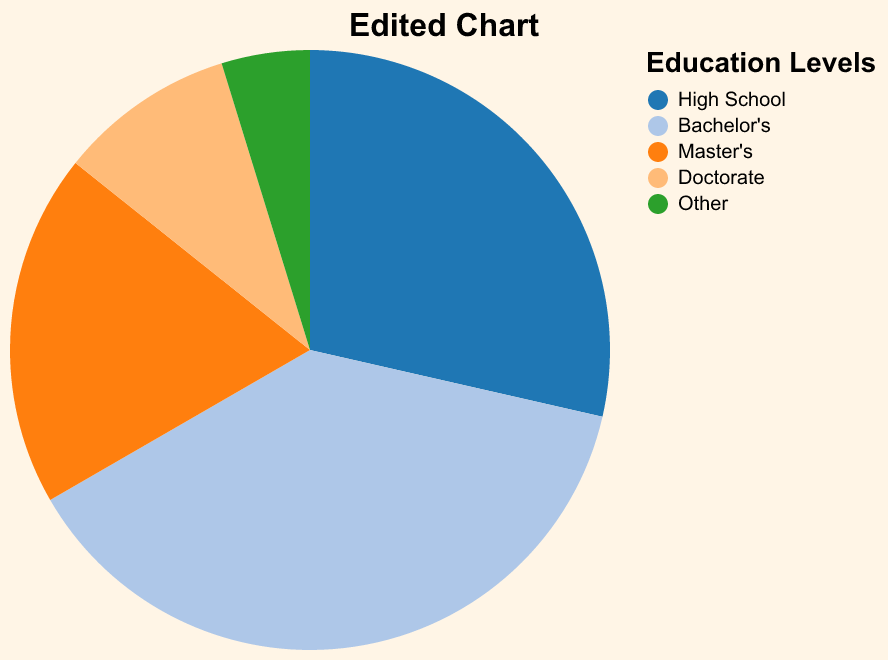 Edited Chart
Education Levels
High School
Bachelor's
Master's
Doctorate
Other